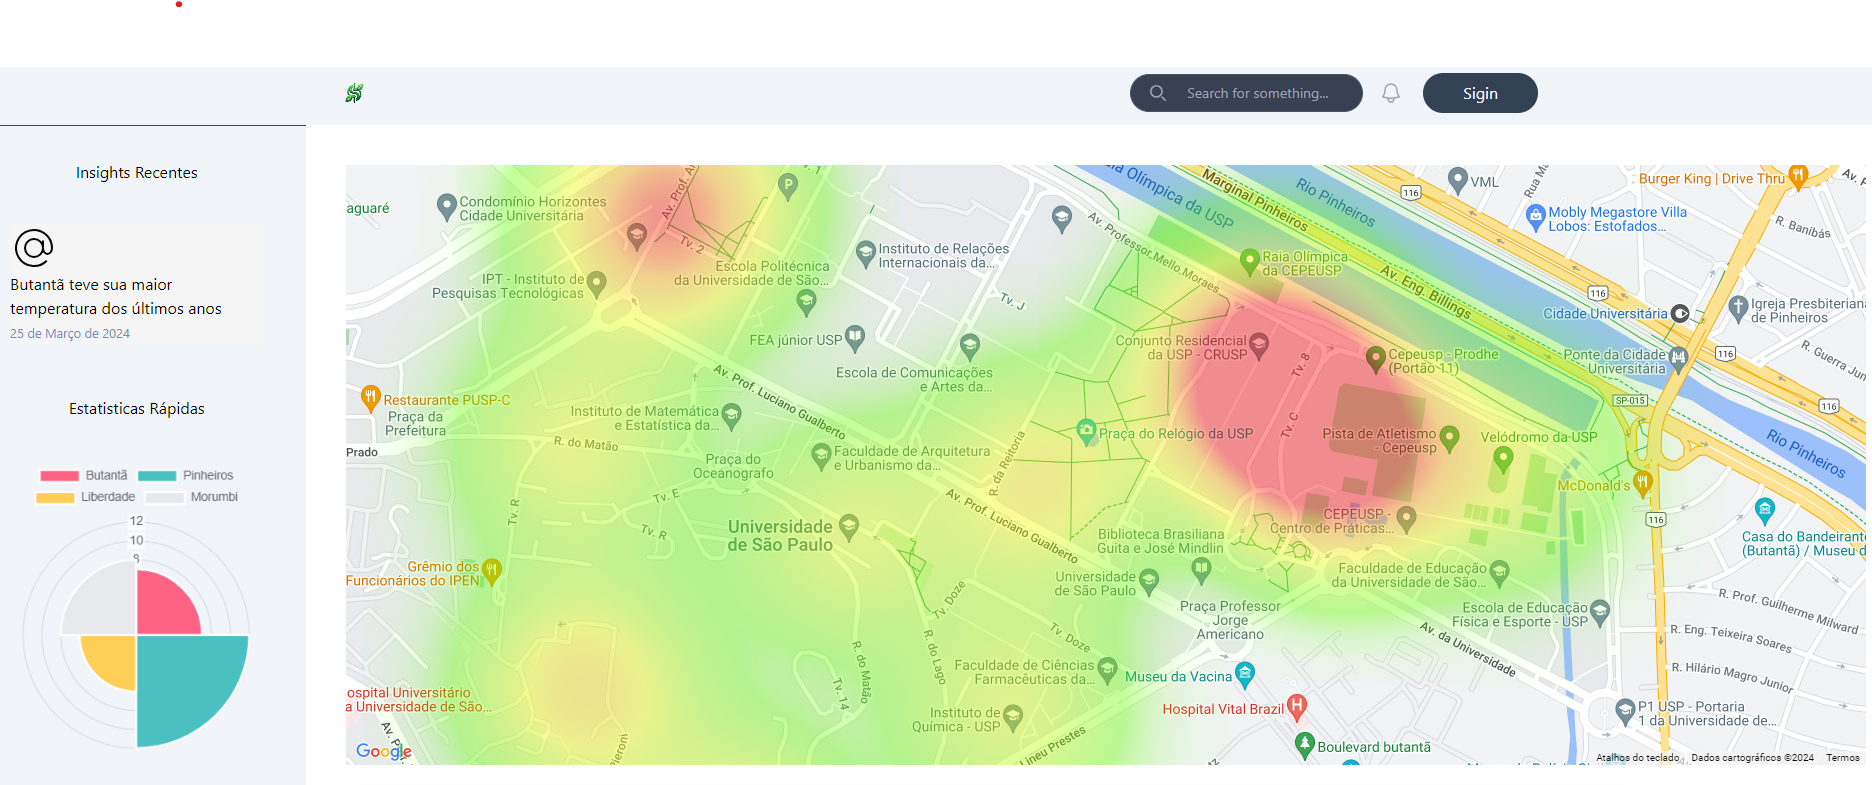 Search for something...
Sigin
Insights Recentes
Butantã teve sua maior
temperatura dos últimos anos
25 de Março de 2024
Estatisticas Rápidas
Butantã
Pinheiros
Liberdade
Morumbi
12
10
8
aguaré
Condomínio Horizontes
Cidade Universitária
Av. Prof. Al
P
Tv. 2
Escola Politécnica
da Universidade de São...
IPT - Instituto de
Pesquisas Tecnológicas
Instituto de Relações
Internacionais da...
Tv. J
FEA júnior USP
Escola de Comunicações
e Artes da...
Av. Professor Mello Moraes
Raia Olímpica da USP
Marginal Pinheiros
Rio Pinheiros
116
VML
Rua M
Burger King | Drive Thru
Av. F
Mobly Megastore Villa
Lobos: Estofados...
R. Banibás
Raia Olímpica
da CEPEUSP
Av. Eng. Billings
116
Cidade Universitária
Igreja Presbiteriana
de Pinheiros
Conjunto Residencial
da USP - CRUSP
Tv. 8
Cepeusp - Prodhe
(Portão 11)
Ponte da Cidade
Universitária
116
R. Guerra Jun
Restaurante PUSP-C
Praça da
Prefeitura
Av. Prof. Luciano Gualberto
Instituto de Matemática
e Estatística da...
R. do Matão
Prado
Praça do
Oceanografo
Faculdade de Arquitetura
e Urbanismo da...
R. da Reitoria
Praça do Relógio da USP
Tv. C
Pista de Atletismo
- Cepeusp
Velódromo da USP
SP-015
116
Rio Pinheiros
McDonald's
Tv. R
Tv. E
Tv. R
Universidade
de São Paulo
Av. Prof. Luciano Gualberto
CEPEUSP -
Centro de Práticas...
116
Casa do Bandeirante
(Butantã) / Museu d
Biblioteca Brasiliana
Guita e José Mindlin
Grêmio dos
Funcionários do IPEN
Universidade
de São Paulo
Faculdade de Educação
da Universidade de São...
Tv. Doze
Praça Professor
Jorge
Americano
Escola de Educação
Física e Esporte - USP
R. Prof. Guilherme Milward
R. Eng. Teixeira Soares
Av. da Universidade
Tv. Doze
R. do Lago
R. do Matão
Tv. 14
Faculdade de Ciências
Farmacêuticas da...
Museu da Vacina
R. Hilário Magro Junior
ospital Universitário
a Universidade de São...
Instituto de
Química - USP
Hospital Vital Brazil
H
P1 USP - Portaria
1 da Universidade de...
Lineu Prestes
Pieroni
Boulevard butantã
Google
Atalhos do teclado
Dados cartográficos ©2024
Termos